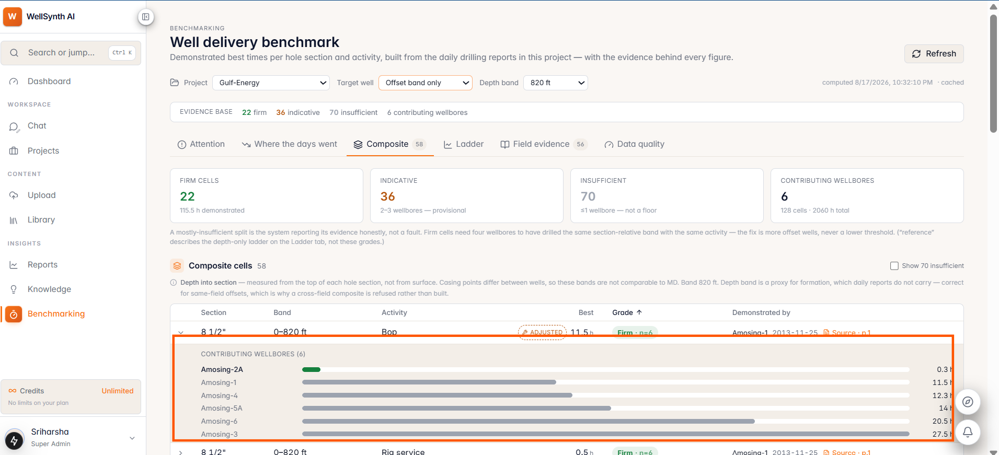 W WellSynth AI
Search or jump... Ctrl K
Dashboard
WORKSPACE
Chat
Projects
CONTENT
Upload
Library
INSIGHTS
Reports
Knowledge
Benchmarking
Credits Unlimited
No limits on your plan
Sriharsha
Super Admin
BENCHMARKING
Well delivery benchmark
Demonstrated best times per hole section and activity, built from the daily drilling reports in this project — with the evidence behind every figure.
Refresh
Project Gulf-Energy Target well Offset band only Depth band 820 ft computed 8/17/2026, 10:32:10 PM · cached
EVIDENCE BASE 22 firm 36 indicative 70 insufficient 6 contributing wellbores
Attention Where the days went Composite 58 Ladder Field evidence 56 Data quality
FIRM CELLS
22
115.5 h demonstrated
INDICATIVE
36
2–3 wellbores — provisional
INSUFFICIENT
70
≤1 wellbore — not a floor
CONTRIBUTING WELLBORES
6
128 cells · 2060 h total
A mostly-insufficient split is the system reporting its evidence honestly, not a fault. Firm cells need four wellbores to have drilled the same section-relative band with the same activity — the fix is more offset wells, never a lower threshold. ("reference"
describes the depth-only ladder on the Ladder tab, not these grades.)
Composite cells 58 Show 70 insufficient
Depth into section — measured from the top of each hole section, not from surface. Casing points differ between wells, so these bands are not comparable to MD. Band 820 ft. Depth band is a proxy for formation, which daily reports do not carry — correct
for same-field offsets, which is why a cross-field composite is refused rather than built.
Section Band Activity Best Grade ↑ Demonstrated by
8 1/2" 0–820 ft Bop ADJUSTED 11.5 h Firm · n=6 Amosing-1 2013-11-25 Source · p.1
CONTRIBUTING WELLBORES (6)
Amosing-2A 0.3 h
Amosing-1 11.5 h
Amosing-4 12.3 h
Amosing-5A 14 h
Amosing-6 20.5 h
Amosing-3 27.5 h
8 1/2" 0–820 ft Rig service 0.5 h Firm · n=6 Amosing-1 2013-11-25 Source · p.1